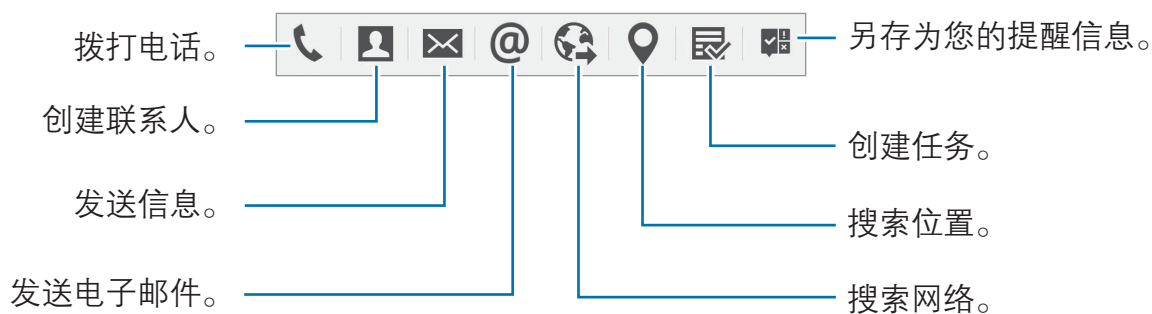 拨打电话。
创建联系人。
发送信息。
发送电子邮件。
另存为您的提醒信息。
创建任务。
搜索位置。
搜索网络。